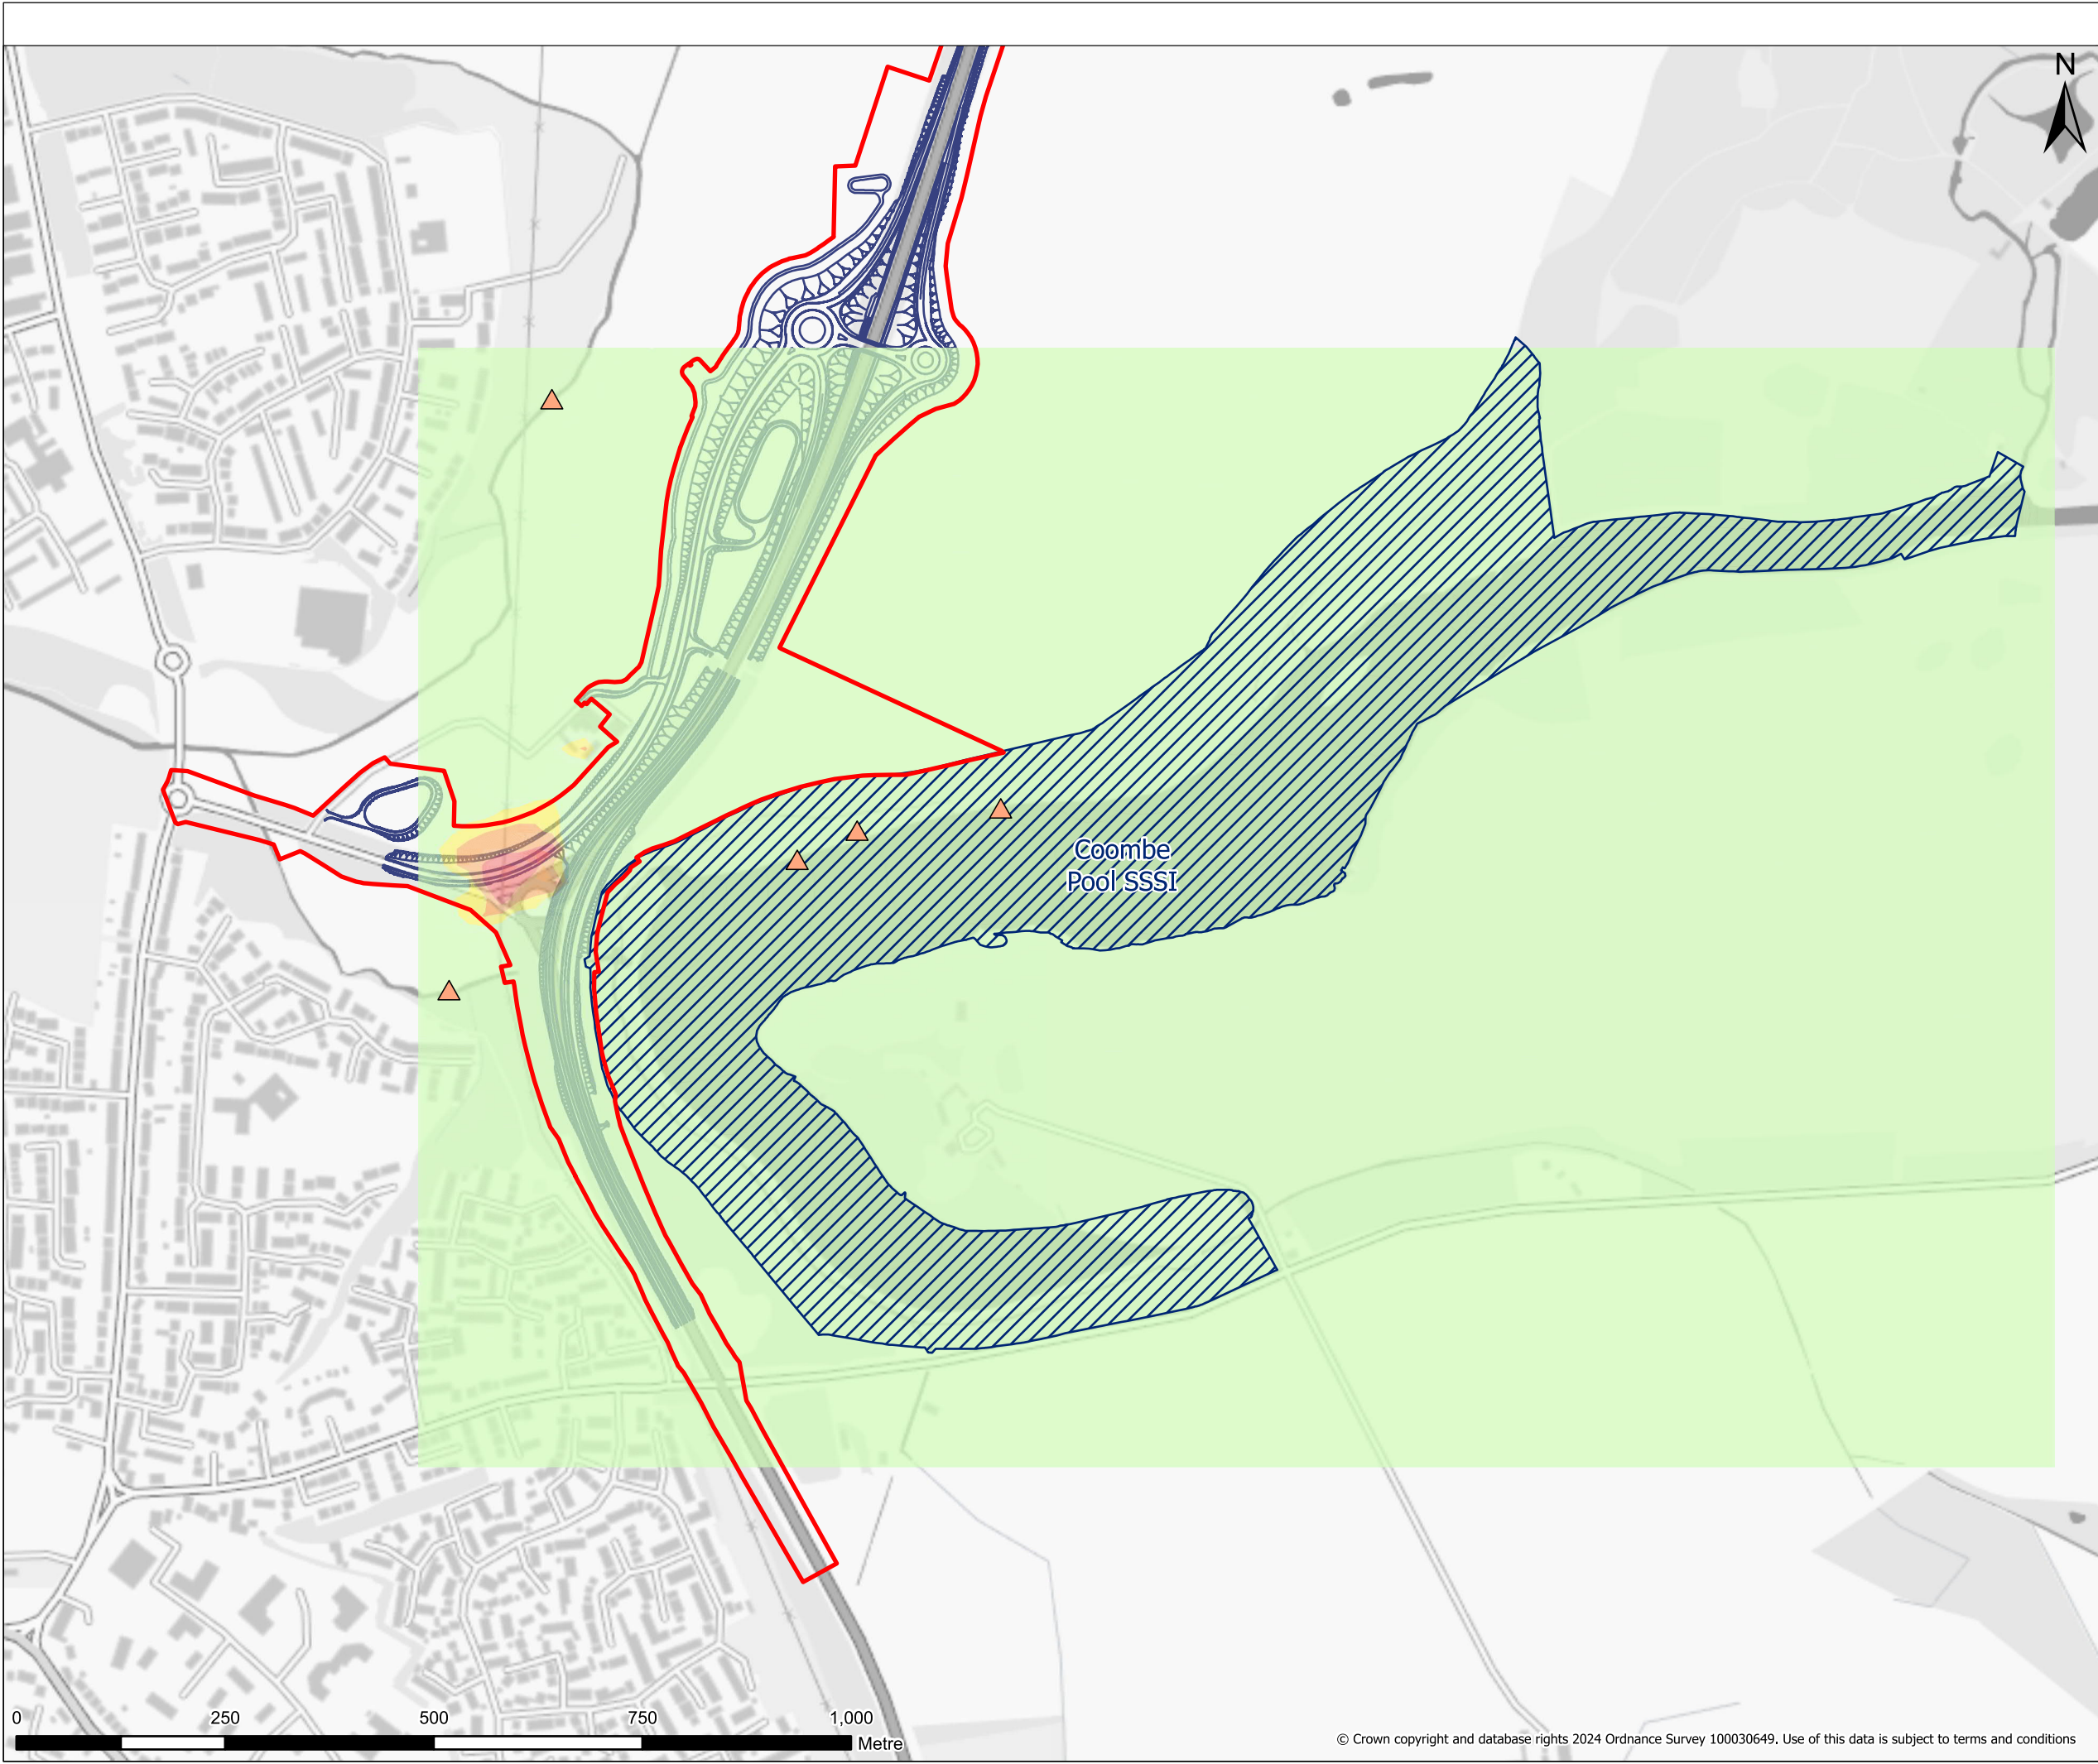 N
Coombe
Pool SSSI
0 250 500 750 1,000
Metre
© Crown copyright and database rights 2024 Ordnance Survey 100030649. Use of this data is subject to terms and conditions